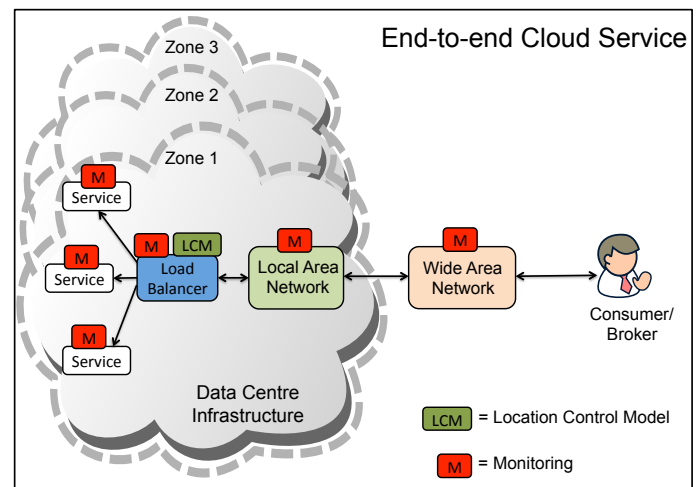 End-to-end Cloud Service
Zone 3
Zone 2
Zone 1
M
Service
M
LCM
M
M
M
Service
Load
Balancer
Local Area
Network
Wide Area
Network
Consumer/
Broker
M
Service
Data Centre
Infrastructure
LCM = Location Control Model
M = Monitoring